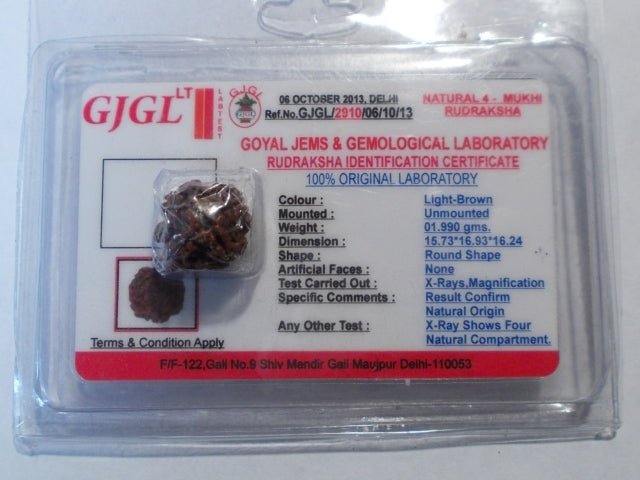 GJGL LT
LABTEST
GJGL
GJGL
06 OCTOBER 2013, DELHI
Ref.No.GJGL/2910/06/10/13
NATURAL 4 - MUKHI
RUDRAKSHA
GOYAL JEMS & GEMOLOGICAL LABORATORY
RUDRAKSHA IDENTIFICATION CERTIFICATE
100% ORIGINAL LABORATORY
Colour : Light-Brown
Mounted : Unmounted
Weight : 01.990 gms.
Dimension : 15.73*16.93*16.24
Shape : Round Shape
Artificial Faces : None
Test Carried Out : X-Rays,Magnification
Specific Comments : Result Confirm
Natural Origin
Any Other Test : X-Ray Shows Four
Natural Compartment.
Terms & Condition Apply
F/F-122,Gali No.9 Shiv Mandir Gali Maujpur Delhi-110053